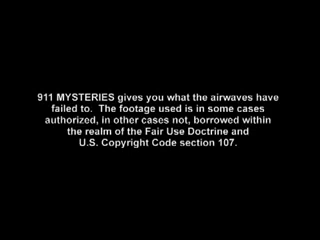 911 MYSTERIES gives you what the airwaves have
failed to.  The footage used is in some cases
authorized, in other cases not, borrowed within
the realm of the Fair Use Doctrine and
U.S. Copyright Code section 107.